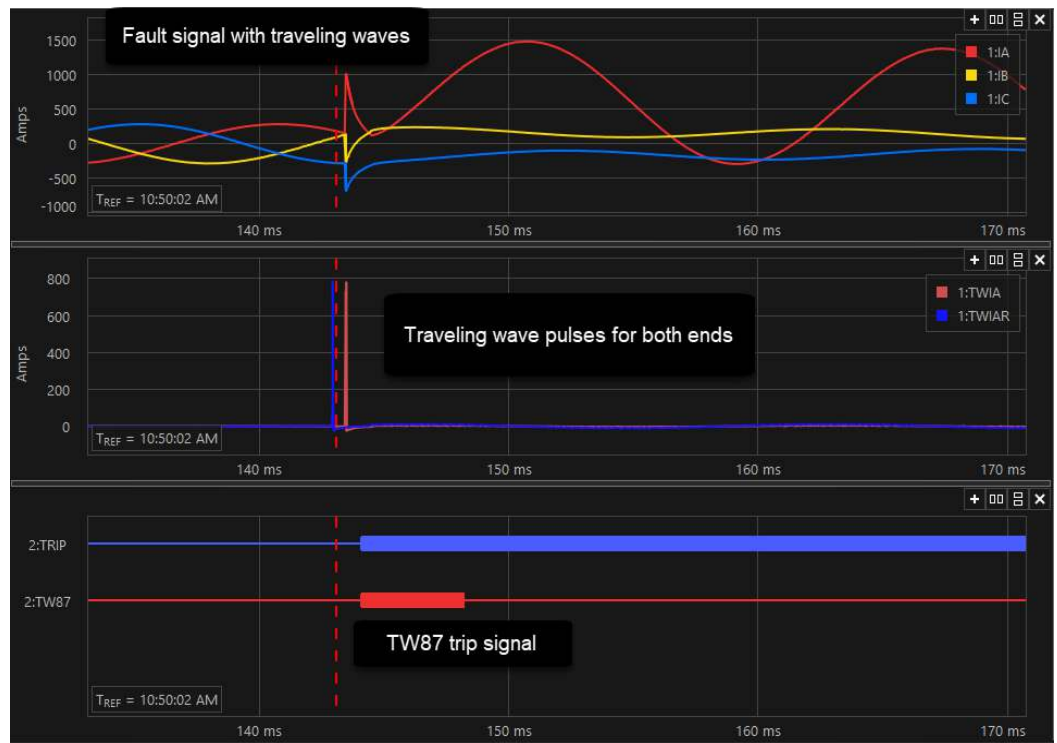 Fault signal with traveling waves
1500
1000
500
0
-500
-1000
Amps
1:IA
1:IB
1:IC
TREF = 10:50:02 AM
140 ms
150 ms
160 ms
170 ms
800
600
400
200
0
Amps
Traveling wave pulses for both ends
1:TWIA
1:TWIAR
TREF = 10:50:02 AM
140 ms
150 ms
160 ms
170 ms
2:TRIP
2:TW87
TW87 trip signal
TREF = 10:50:02 AM
140 ms
150 ms
160 ms
170 ms